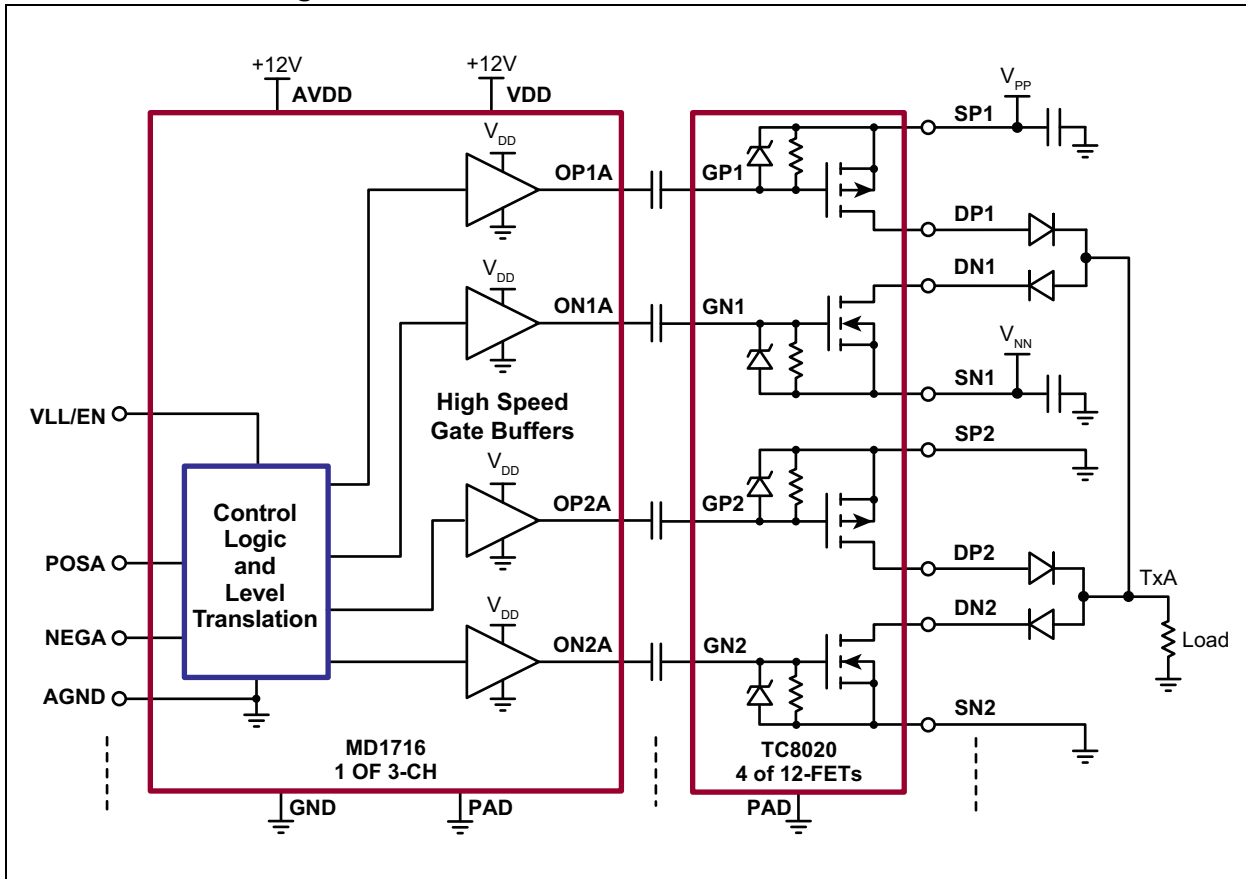 +12V
AVDD
+12V
VDD
VPP
SP1
VDD
OP1A
GP1
DP1
VDD
DN1
ON1A
GN1
VNN
SN1
High Speed
Gate Buffers
VLL/EN
SP2
VDD
OP2A
GP2
Control
Logic
and
Level
Translation
POSA
DP2
TxA
VDD
NEGA
DN2
Load
ON2A
GN2
AGND
SN2
MD1716
1 OF 3-CH
TC8020
4 of 12-FETs
GND
PAD
PAD